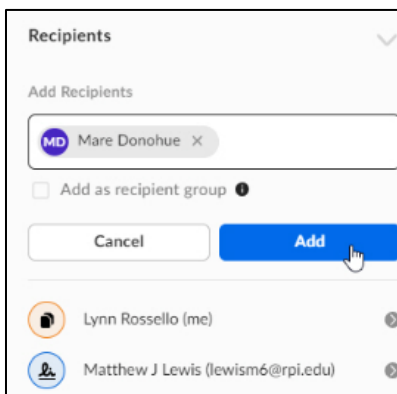 Recipients
Add Recipients
MD Mare Donohue ×
Add as recipient group
Cancel Add
Lynn Rossello (me)
Matthew J Lewis (lewism6@rpi.edu)